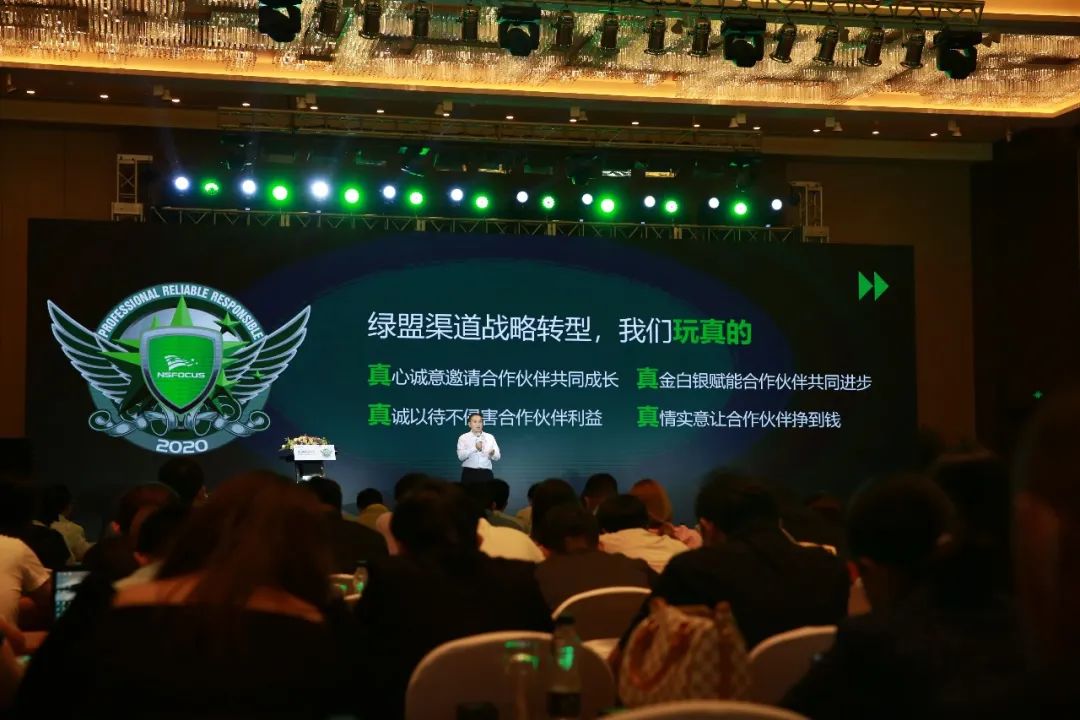 PROFESSIONAL RELIABLE RESPONSIBLE
NSFOCUS
2020
绿盟渠道战略转型，我们玩真的
真心诚意邀请合作伙伴共同成长 真金白银赋能合作伙伴共同进步
真诚以待不侵害合作伙伴利益 真情实意让合作伙伴挣到钱